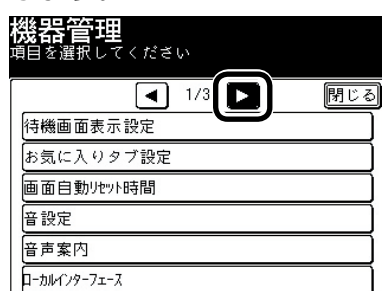 機器管理
項目を選択してください
◀ 1/3 ▶ 閉じる
待機画面表示設定
お気に入りタブ設定
画面自動ﾘｾｯﾄ時間
音設定
音声案内
ﾛｰｶﾙｲﾝﾀｰﾌｪｰｽ